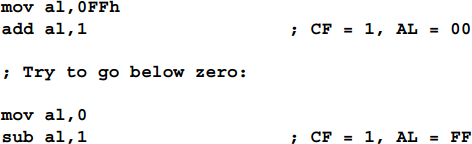 mov al,0FFh
add al,1 ; CF = 1, AL = 00
; Try to go below zero:
mov al,0
sub al,1 ; CF = 1, AL = FF